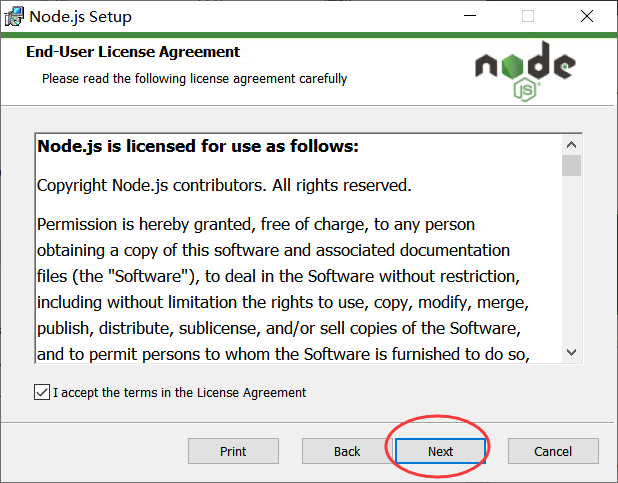 Node.js Setup
End-User License Agreement
Please read the following license agreement carefully
node
JS
Node.js is licensed for use as follows:
Copyright Node.js contributors. All rights reserved.
Permission is hereby granted, free of charge, to any person
obtaining a copy of this software and associated documentation
files (the "Software"), to deal in the Software without restriction,
including without limitation the rights to use, copy, modify, merge,
publish, distribute, sublicense, and/or sell copies of the Software,
and to permit persons to whom the Software is furnished to do so,
I accept the terms in the License Agreement
Print
Back
Next
Cancel